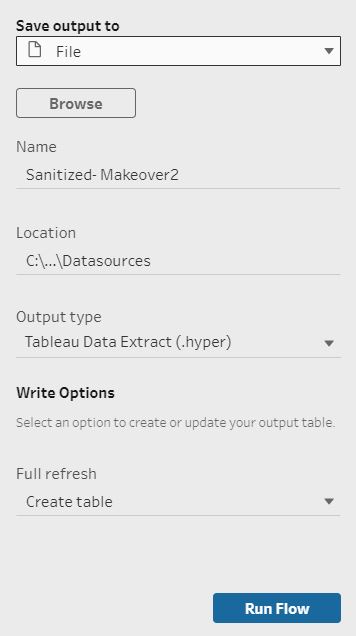 Save output to
File
Browse
Name
Sanitized- Makeover2
Location
C:\...\Datasources
Output type
Tableau Data Extract (.hyper)
Write Options
Select an option to create or update your output table.
Full refresh
Create table
Run Flow